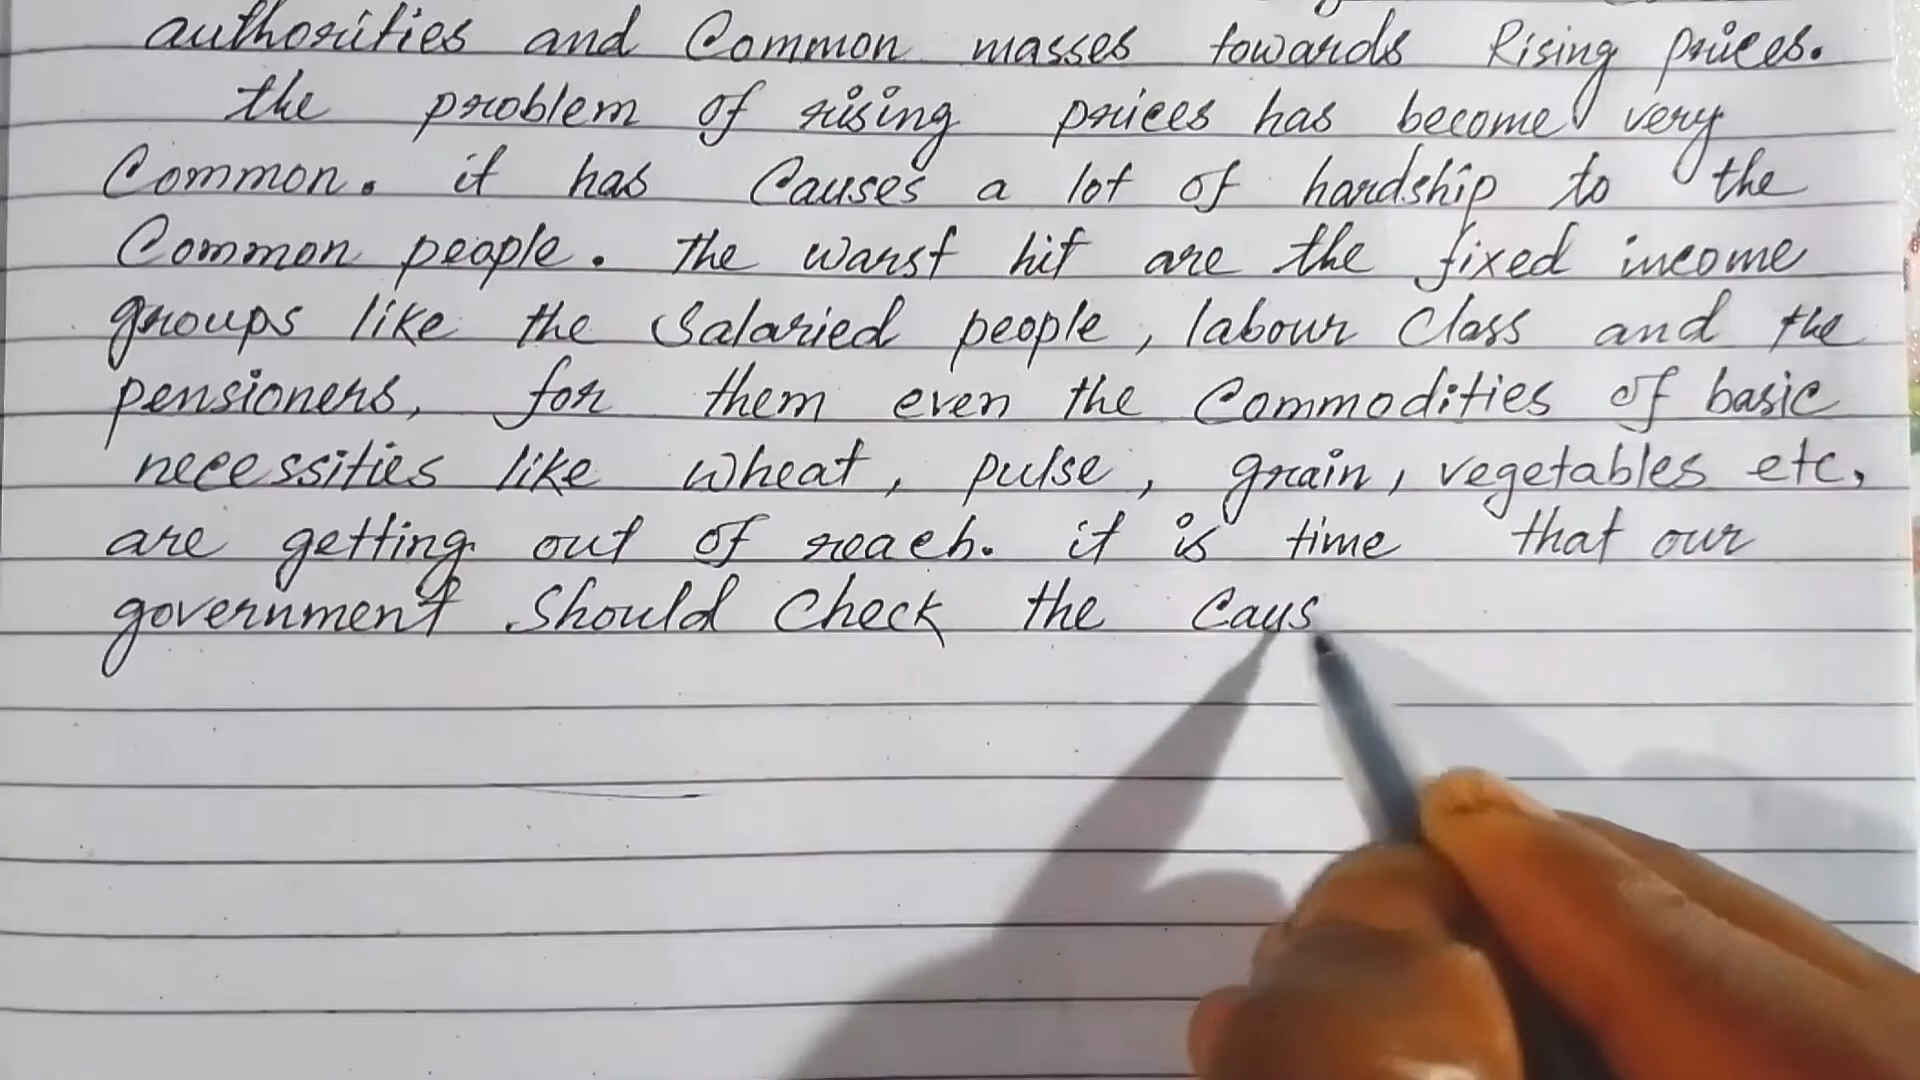 authorities and Common masses towards Rising prices.
the problem of rising prices has become very
Common. it has Causes a lot of hardship to the
Common people. The warst hit are the fixed income
groups like the Salaried people, labour Class and the
pensioners, for them even the Commodities of basic
necessities like wheat, pulse, grain, vegetables etc,
are getting out of reach. it is time that our
government Should Check the Caus